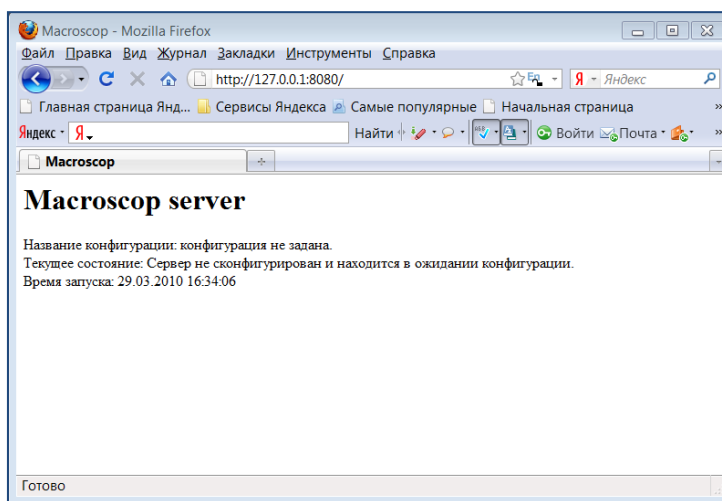 Macroscop - Mozilla Firefox
Файл Правка Вид Журнал Закладки Инструменты Справка
http://127.0.0.1:8080/ Я Яндекс
Главная страница Янд... Сервисы Яндекса Самые популярные Начальная страница »
Яндекс Я Найти Войти Почта »
Macroscop
Macroscop server
Название конфигурации: конфигурация не задана.
Текущее состояние: Сервер не сконфигурирован и находится в ожидании конфигурации.
Время запуска: 29.03.2010 16:34:06
Готово